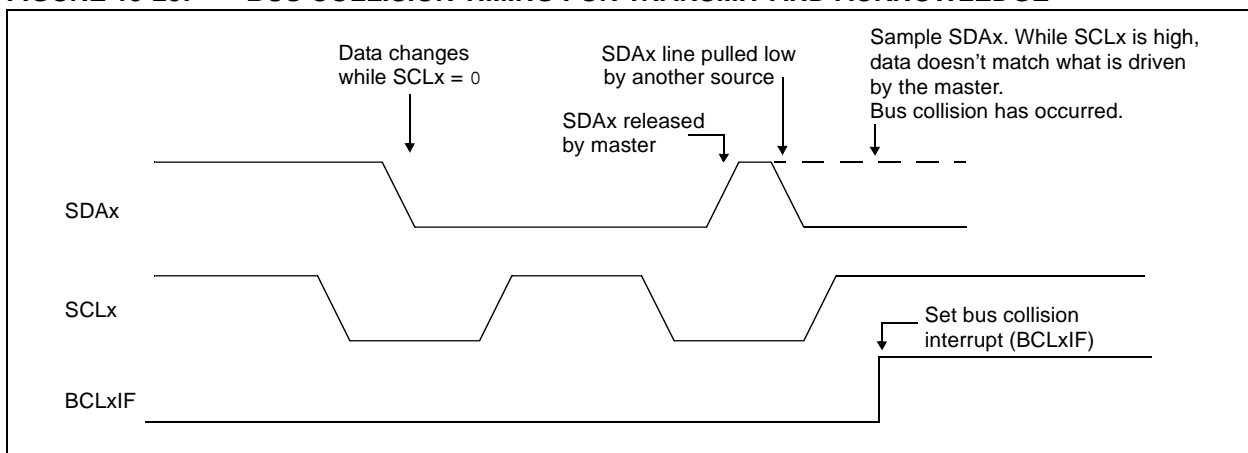 FIGURE
BUS COLLISION TIMING FOR TRANSMIT AND ACKNOWLEDGE
Data changes
while SCLx = 0
SDAx line pulled low
by another source
SDAx released
by master
Sample SDAx. While SCLx is high,
data doesn't match what is driven
by the master.
Bus collision has occurred.
SDAx
SCLx
Set bus collision
interrupt (BCLxIF)
BCLxIF